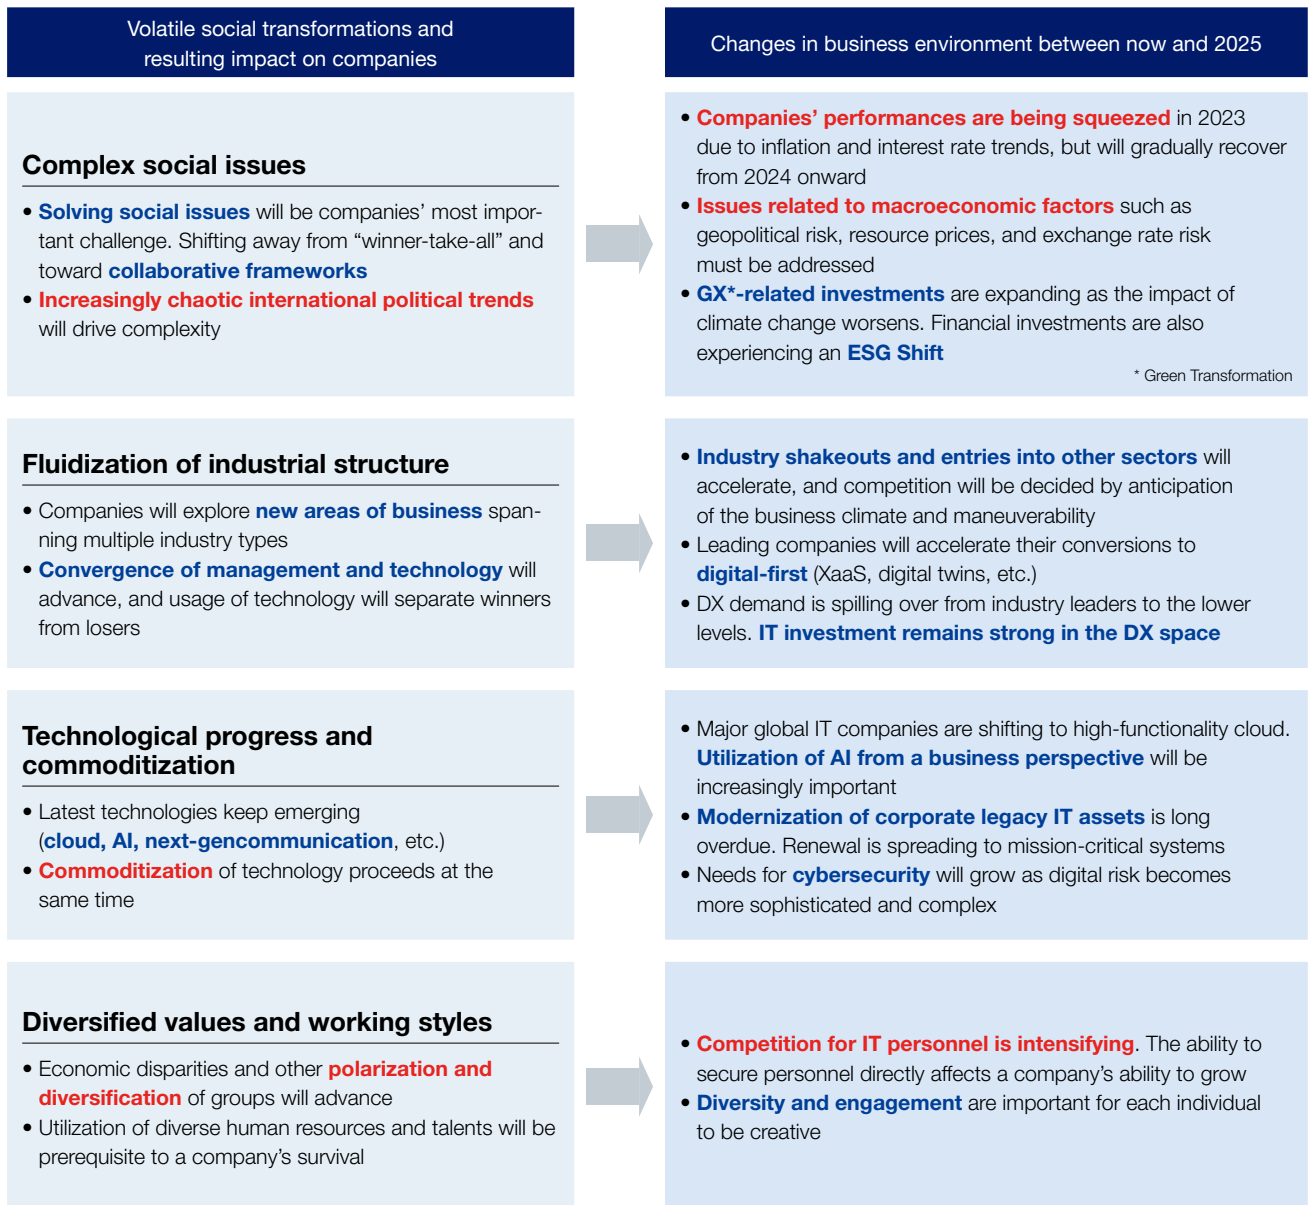 Volatile social transformations and
resulting impact on companies
Changes in business environment between now and 2025
Complex social issues
• Solving social issues will be companies’ most impor-
tant challenge. Shifting away from “winner-take-all” and
toward collaborative frameworks
• Increasingly chaotic international political trends
will drive complexity
• Companies’ performances are being squeezed in 2023
due to inflation and interest rate trends, but will gradually recover
from 2024 onward
• Issues related to macroeconomic factors such as
geopolitical risk, resource prices, and exchange rate risk
must be addressed
• GX*-related investments are expanding as the impact of
climate change worsens. Financial investments are also
experiencing an ESG Shift
* Green Transformation
Fluidization of industrial structure
• Companies will explore new areas of business span-
ning multiple industry types
• Convergence of management and technology will
advance, and usage of technology will separate winners
from losers
• Industry shakeouts and entries into other sectors will
accelerate, and competition will be decided by anticipation
of the business climate and maneuverability
• Leading companies will accelerate their conversions to
digital-first (XaaS, digital twins, etc.)
• DX demand is spilling over from industry leaders to the lower
levels. IT investment remains strong in the DX space
Technological progress and
commoditization
• Latest technologies keep emerging
(cloud, AI, next-gencommunication, etc.)
• Commoditization of technology proceeds at the
same time
• Major global IT companies are shifting to high-functionality cloud.
Utilization of AI from a business perspective will be
increasingly important
• Modernization of corporate legacy IT assets is long
overdue. Renewal is spreading to mission-critical systems
• Needs for cybersecurity will grow as digital risk becomes
more sophisticated and complex
Diversified values and working styles
• Economic disparities and other polarization and
diversification of groups will advance
• Utilization of diverse human resources and talents will be
prerequisite to a company’s survival
• Competition for IT personnel is intensifying. The ability to
secure personnel directly affects a company’s ability to grow
• Diversity and engagement are important for each individual
to be creative